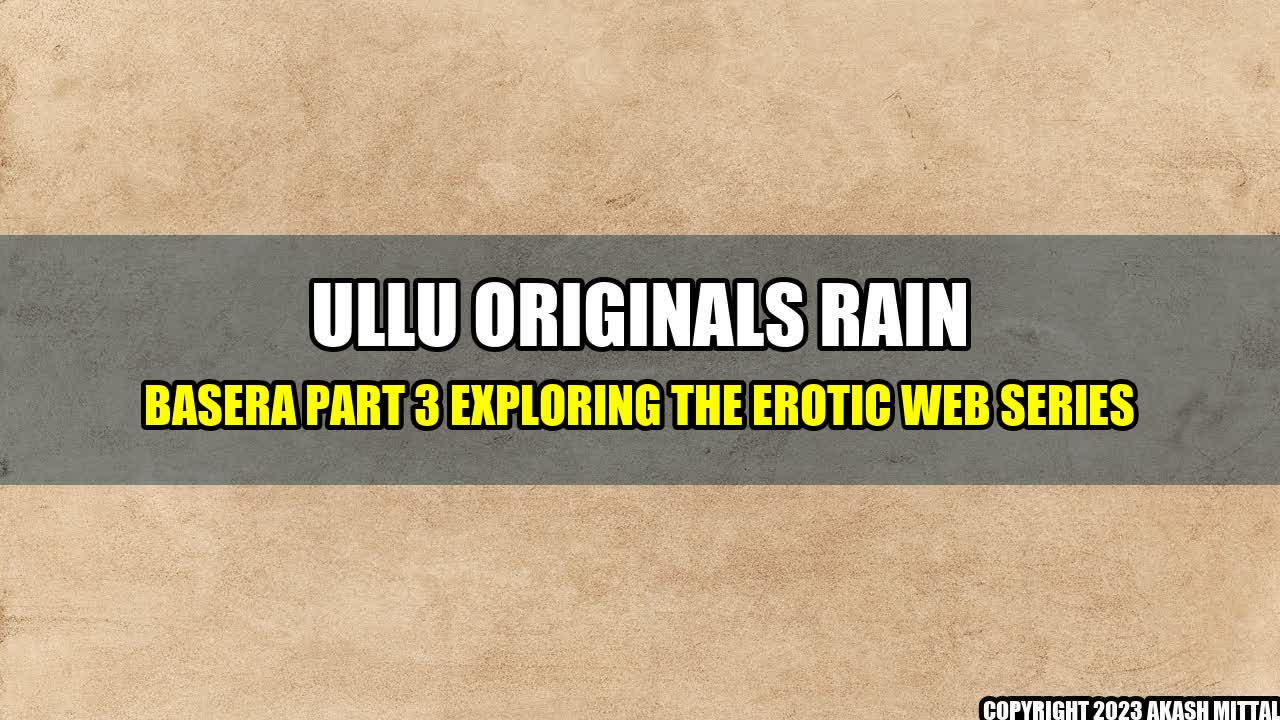 ULLU ORIGINALS RAIN
BASERA PART 3 EXPLORING THE EROTIC WEB SERIES
COPYRIGHT 2023 AKASH MITTAL